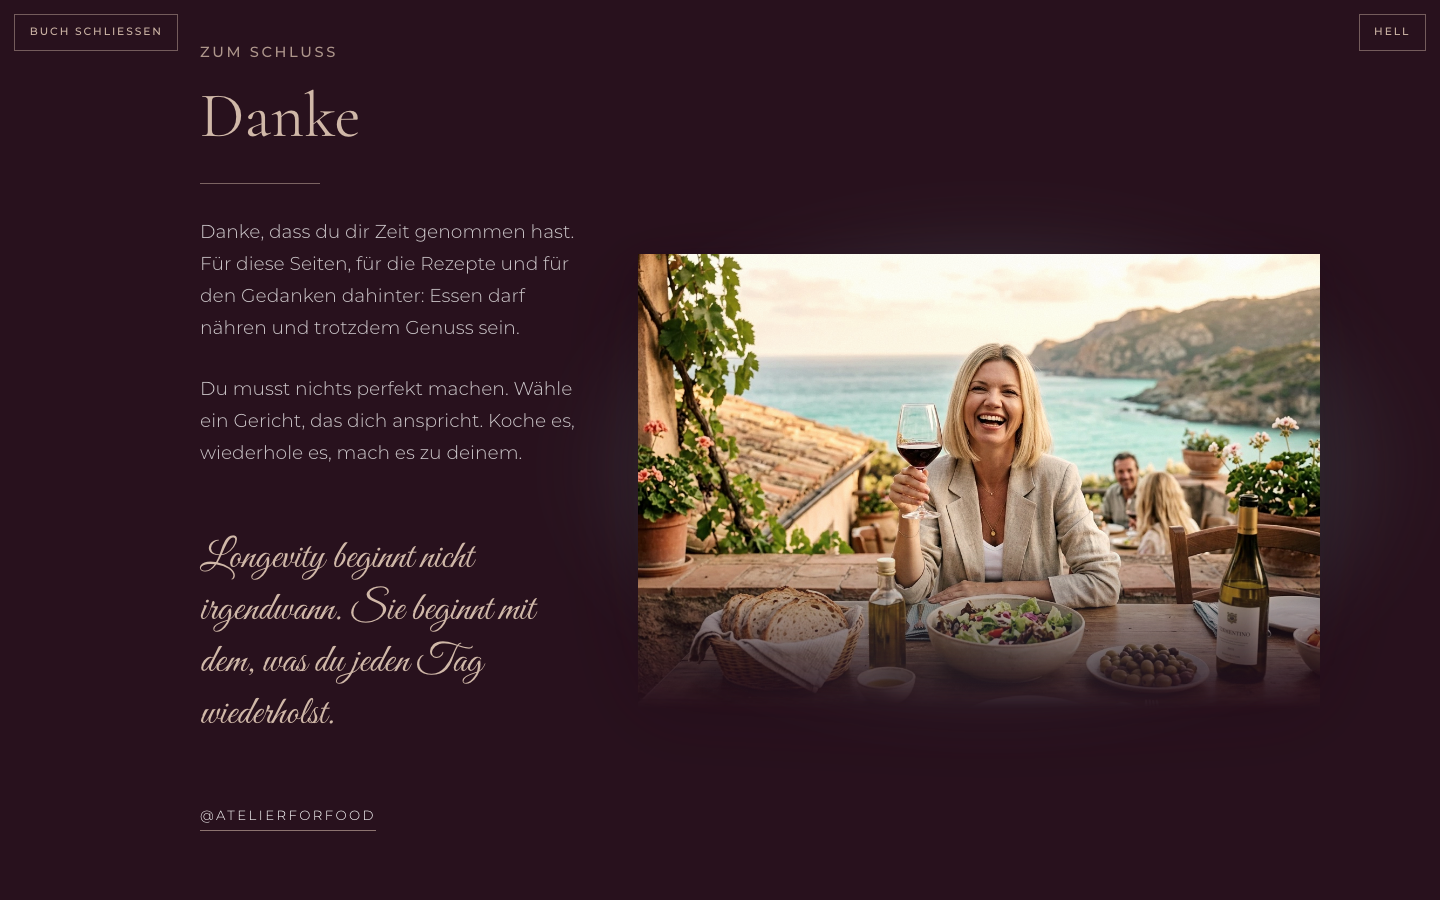 BUCH SCHLIESSEN
HELL
ZUM SCHLUSS
Danke
Danke, dass du dir Zeit genommen hast.
Für diese Seiten, für die Rezepte und für
den Gedanken dahinter: Essen darf
nähren und trotzdem Genuss sein.
Du musst nichts perfekt machen. Wähle
ein Gericht, das dich anspricht. Koche es,
wiederhole es, mach es zu deinem.
Longevity beginnt nicht
irgendwann. Sie beginnt mit
dem, was du jeden Tag
wiederholst.
@ATELIERFORFOOD